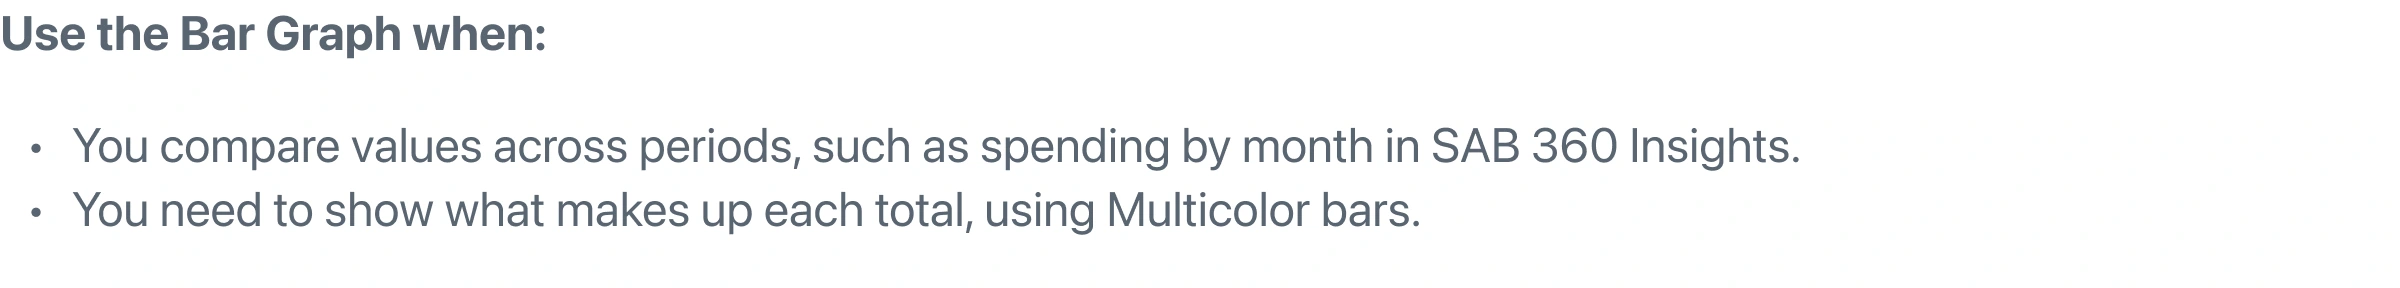 Use the Bar Graph when:
• You compare values across periods, such as spending by month in SAB 360 Insights.
• You need to show what makes up each total, using Multicolor bars.